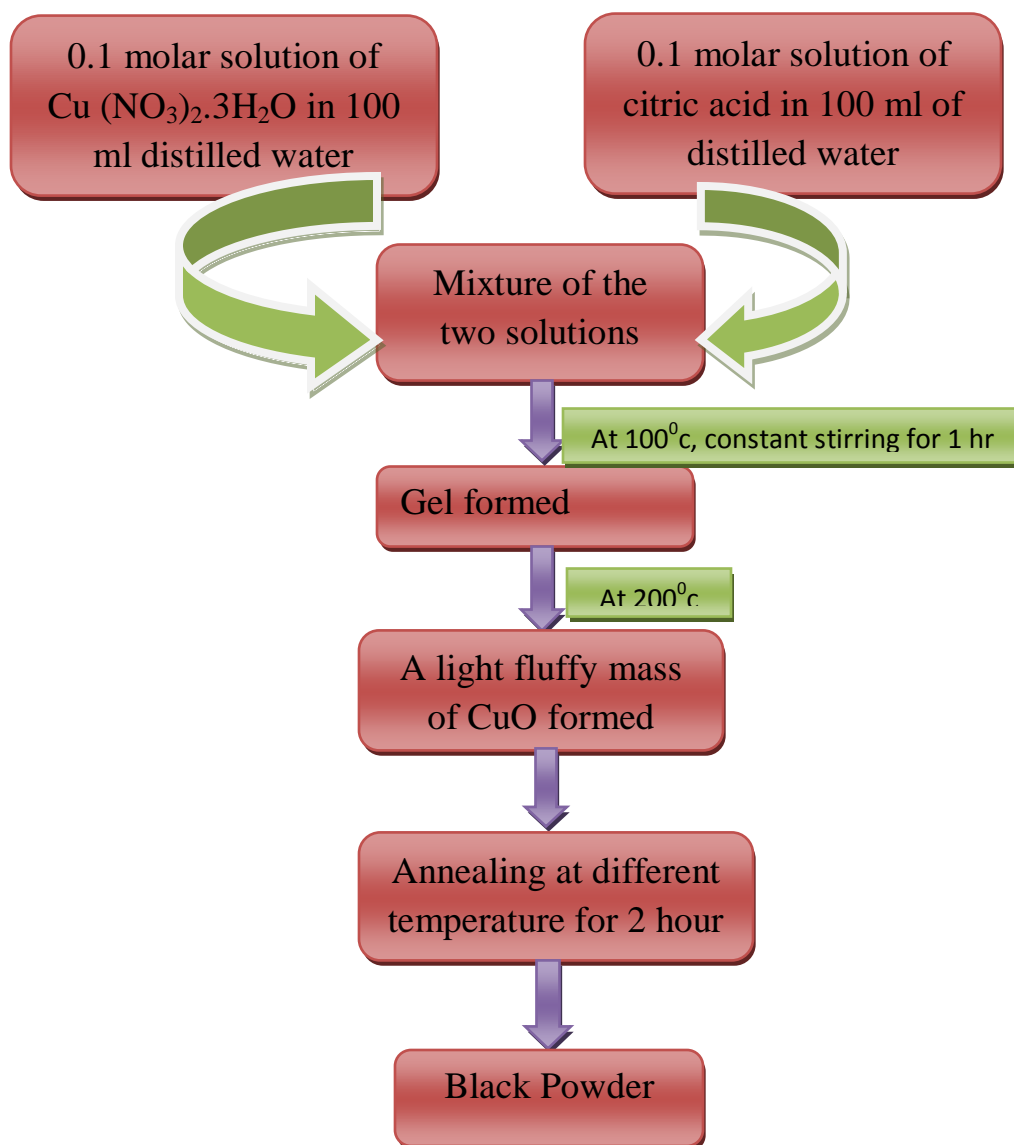 0.1 molar solution of
Cu (NO₃)₂.3H₂O in 100
ml distilled water
0.1 molar solution of
citric acid in 100 ml of
distilled water
Mixture of the
two solutions
At 100⁰c, constant stirring for 1 hr
Gel formed
At 200⁰c
A light fluffy mass
of CuO formed
Annealing at different
temperature for 2 hour
Black Powder